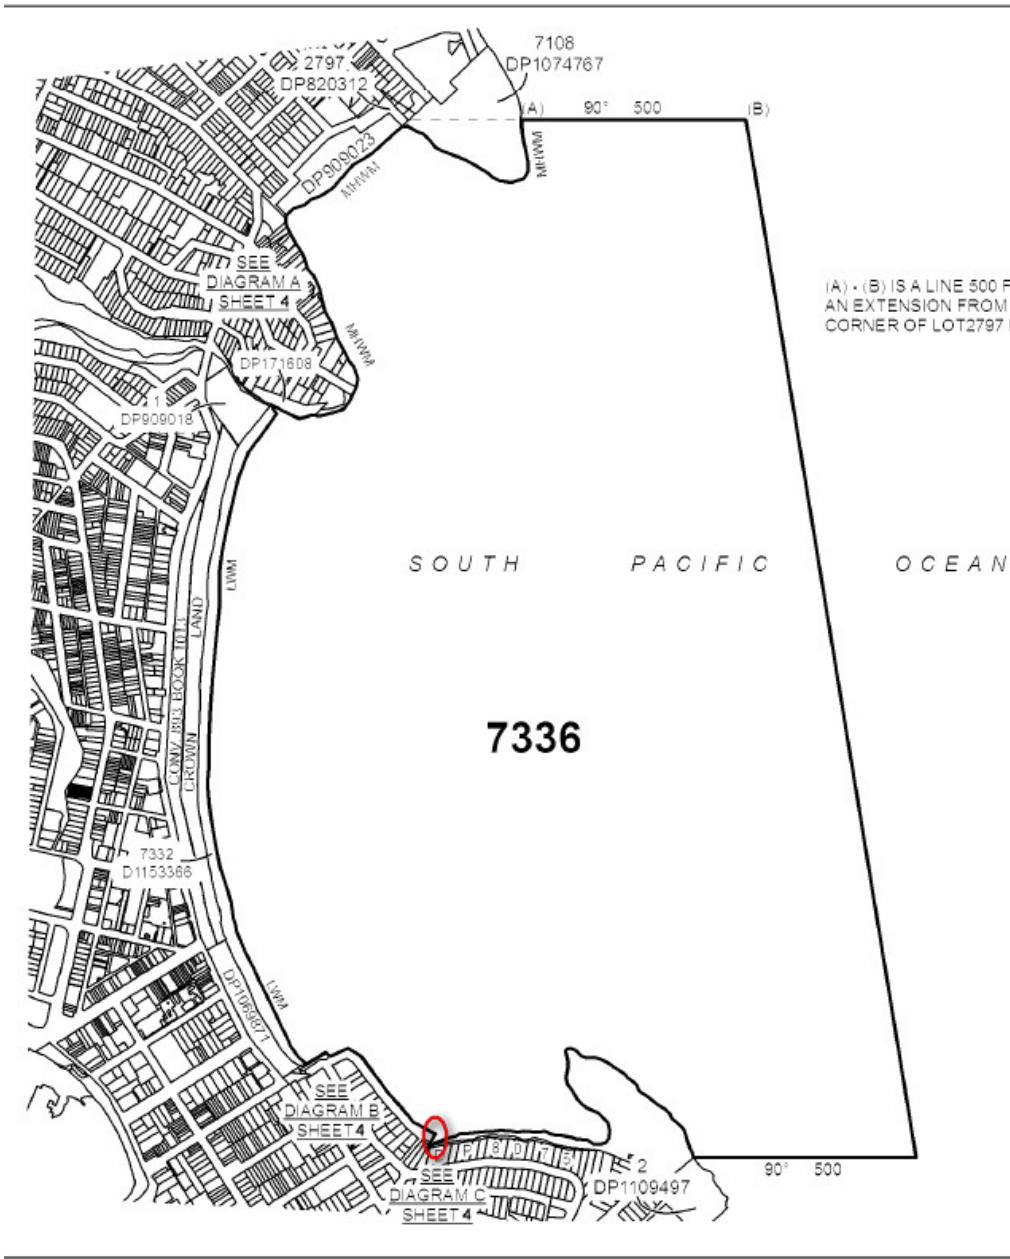 7108
DP1074767
2797
DP820312
(A) 90° 500 (B)
DP909023
MHWM
MHWM
SEE
DIAGRAM A
SHEET 4
(A) - (B) IS A LINE 500
AN EXTENSION FROM
CORNER OF LOT2797
MHWM
DP171608
1
DP909018
SOUTH PACIFIC OCEAN
LWM
LAND
CONV. 893 BOOK 1013
CROWN
7336
7332
D1153366
DP1069871
LWM
SEE
DIAGRAM B
SHEET 4
2
DP1109497
SEE
DIAGRAM C
SHEET 4
90° 500